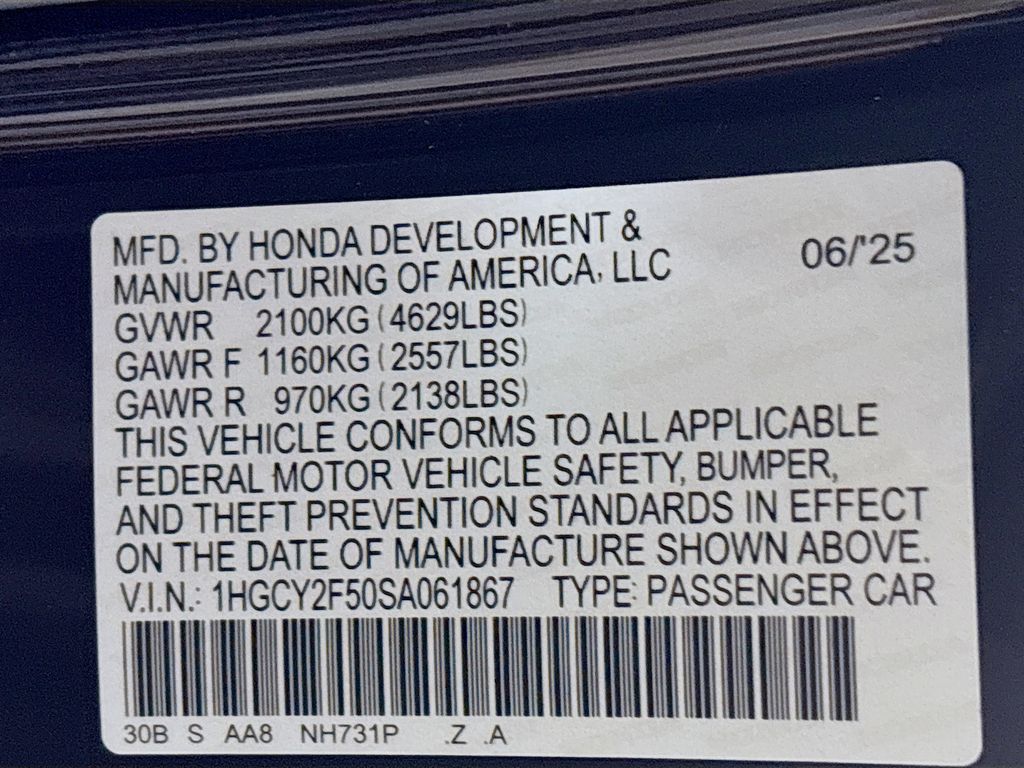 MFD. BY HONDA DEVELOPMENT &
MANUFACTURING OF AMERICA, LLC 06/'25
GVWR 2100KG (4629LBS)
GAWR F 1160KG (2557LBS)
GAWR R 970KG (2138LBS)
THIS VEHICLE CONFORMS TO ALL APPLICABLE
FEDERAL MOTOR VEHICLE SAFETY, BUMPER,
AND THEFT PREVENTION STANDARDS IN EFFECT
ON THE DATE OF MANUFACTURE SHOWN ABOVE.
V.I.N.: 1HGCY2F50SA061867 TYPE: PASSENGER CAR
30B S AA8 NH731P .Z .A